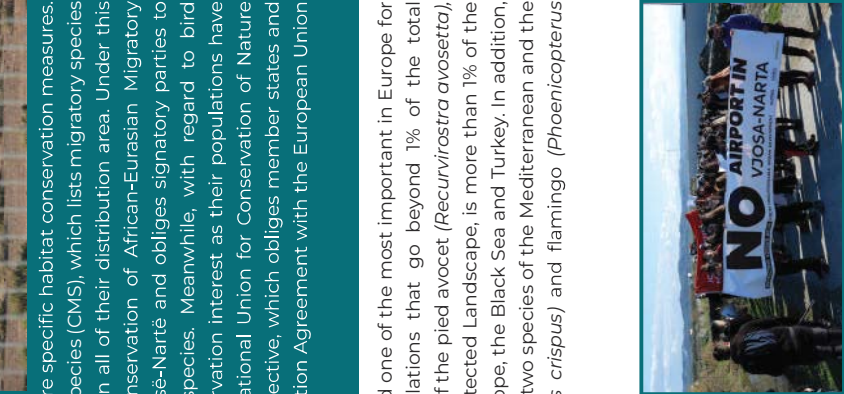 re specific habitat conservation measures.
pecies (CMS), which lists migratory species
n all of their distribution area. Under this
nservation of African-Eurasian Migratory
së-Nartë and obliges signatory parties to
species. Meanwhile, with regard to bird
rvation interest as their populations have
ational Union for Conservation of Nature
ective, which obliges member states and
tion Agreement with the European Union
d one of the most important in Europe for
lations that go beyond 1% of the total
f the pied avocet (Recurvirostra avosetta),
tected Landscape, is more than 1% of the
ope, the Black Sea and Turkey. In addition,
two species of the Mediterranean and the
s crispus) and flamingo (Phoenicopterus
NO AIRPORT IN
VJOSA-NARTA